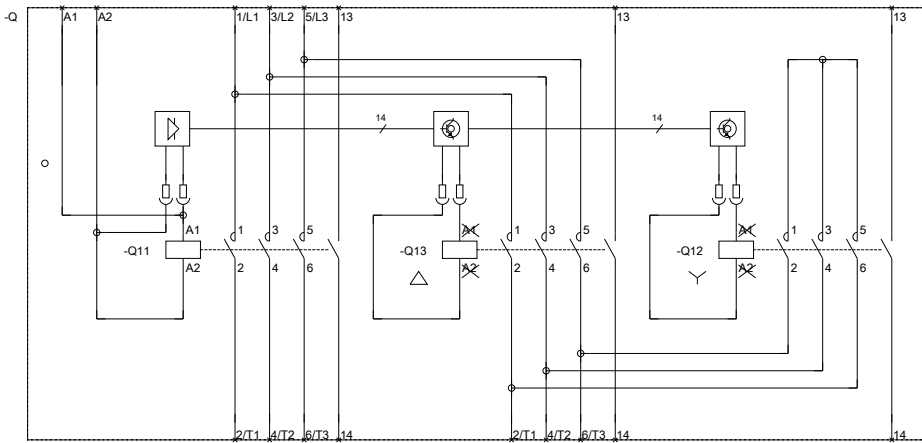 -Q A1 A2 1/L1 3/L2 5/L3 13 13 13
14 14
A1 1 3 5 A1 1 3 5 A1 1 3 5
-Q11 -Q13 -Q12
A2 2 4 6 A2 2 4 6 A2 2 4 6
2/T1 4/T2 6/T3 14 2/T1 4/T2 6/T3 14 14